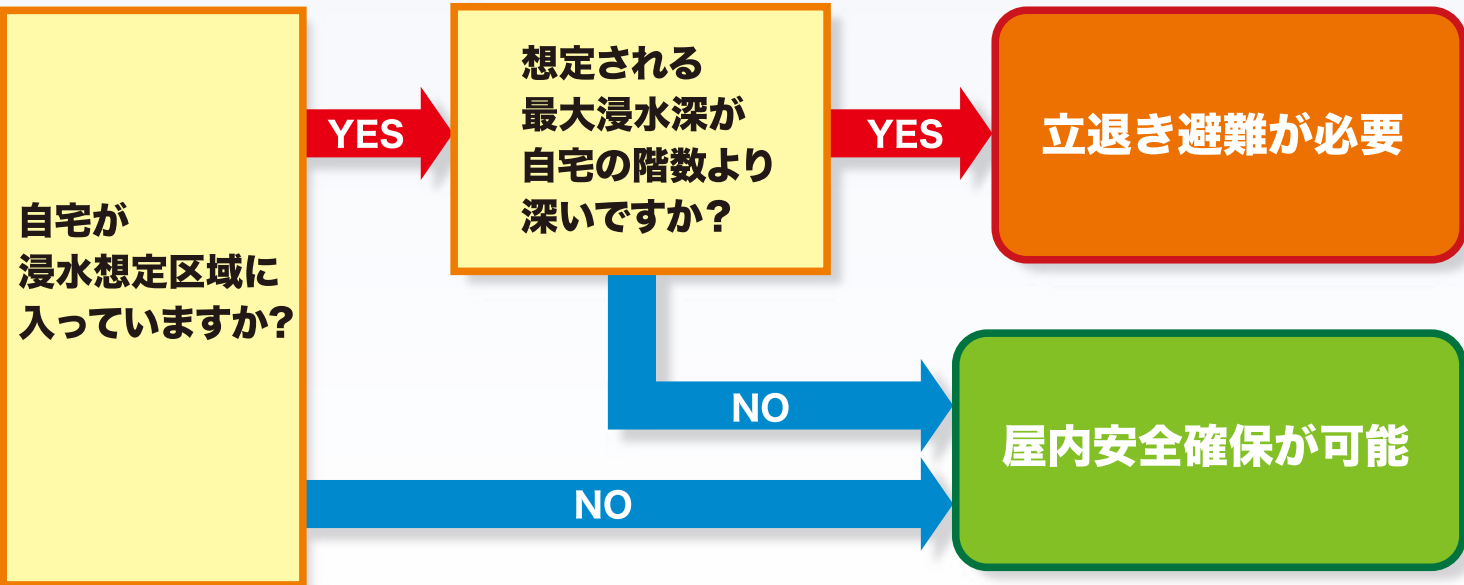 自宅が
浸水想定区域に
入っていますか?
YES
想定される
最大浸水深が
自宅の階数より
深いですか？
YES
立退き避難が必要
NO
NO
屋内安全確保が可能